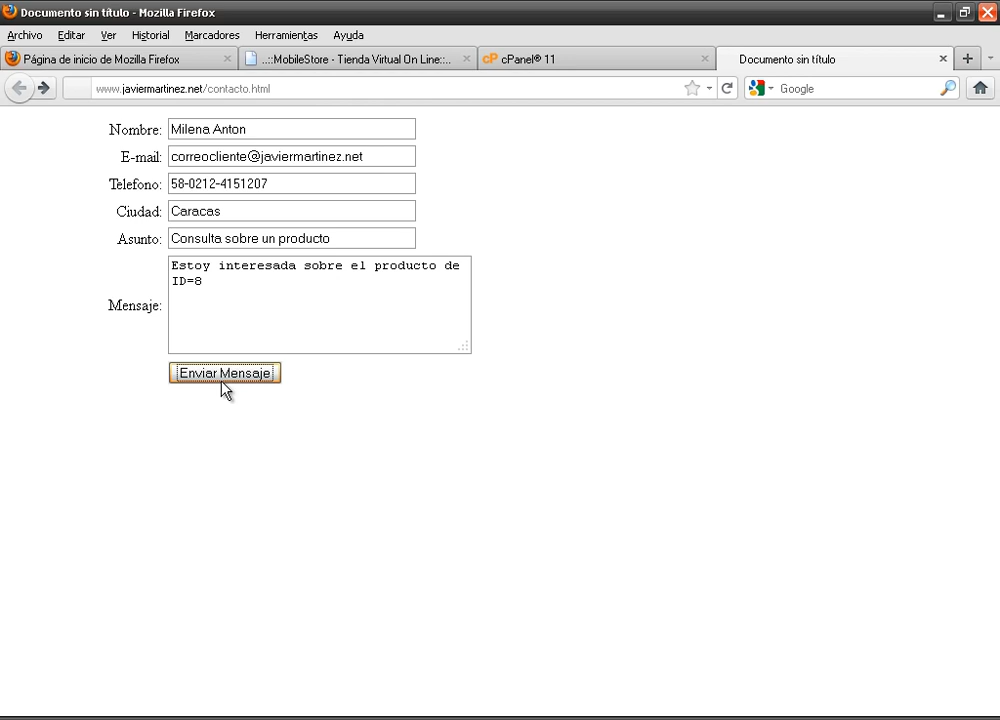 Documento sin título - Mozilla Firefox
Archivo Editar Ver Historial Marcadores Herramientas Ayuda
Página de inicio de Mozilla Firefox
..::MobileStore - Tienda Virtual On Line::..
cP cPanel® 11
Documento sin título
www.javiermartinez.net/contacto.html
Google
Nombre: Milena Anton
E-mail: correocliente@javiermartinez.net
Telefono: 58-0212-4151207
Ciudad: Caracas
Asunto: Consulta sobre un producto
Mensaje: Estoy interesada sobre el producto de
ID=8
Enviar Mensaje